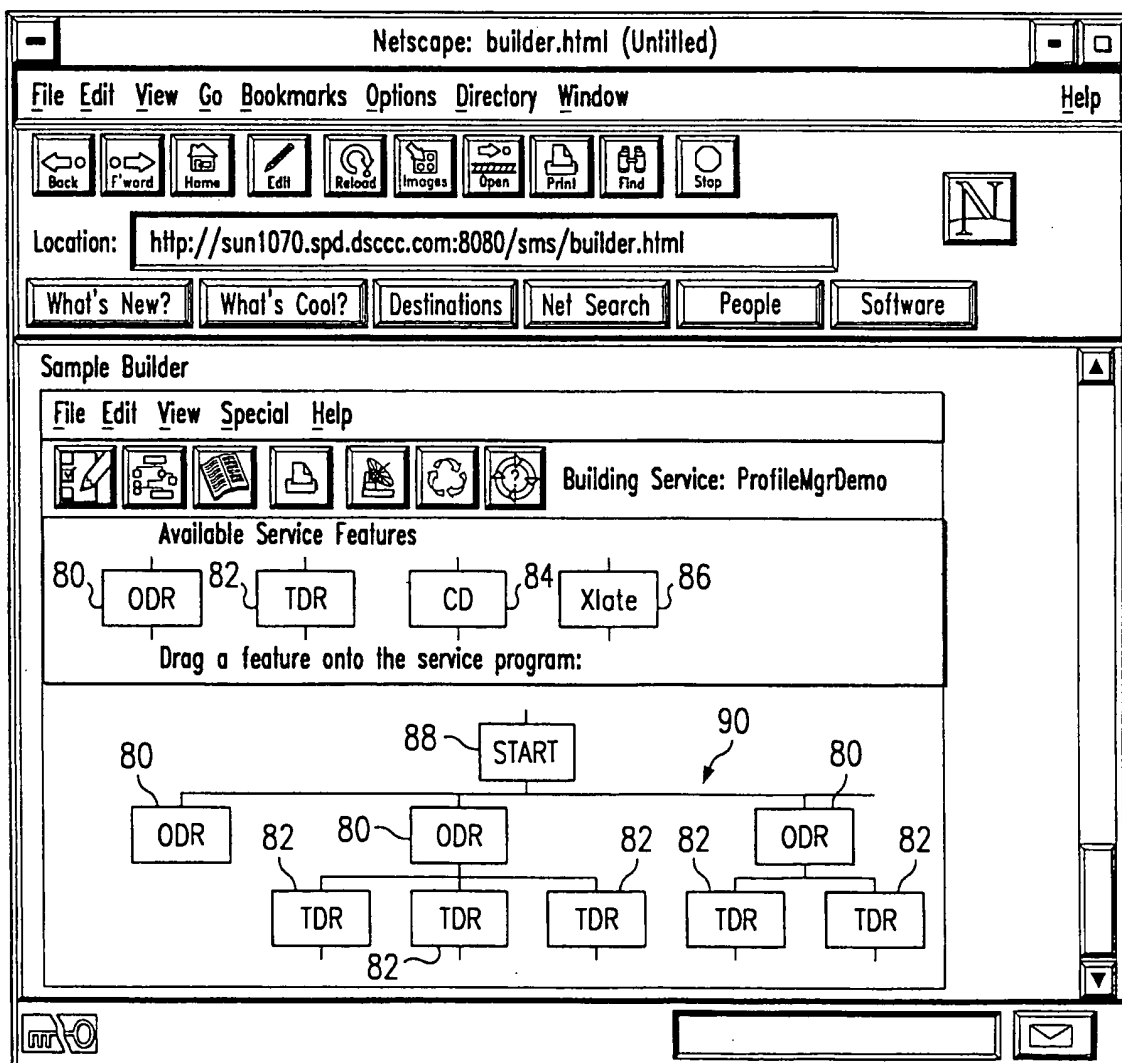 Netscape: builder.html (Untitled)
File Edit View Go Bookmarks Options Directory Window Help
Back F'word Home Edit Reload Images Open Print Find Stop
N
Location: http://sun1070.spd.dsccc.com:8080/sms/builder.html
What's New? What's Cool? Destinations Net Search People Software
Sample Builder
File Edit View Special Help
? Building Service: ProfileMgrDemo
Available Service Features
80 ODR 82 TDR CD 84 Xlate 86
Drag a feature onto the service program:
88 START 90
80 80
ODR 80 ODR ODR
82 82 82 82
TDR TDR TDR TDR TDR
82